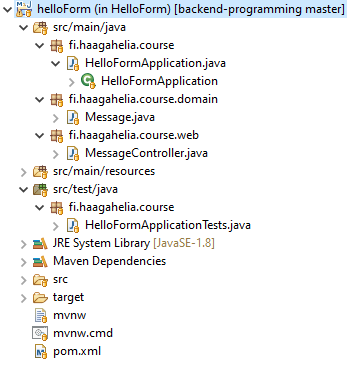 helloForm (in HelloForm) [backend-programming master]
src/main/java
fi.haagahelia.course
HelloFormApplication.java
HelloFormApplication
fi.haagahelia.course.domain
Message.java
fi.haagahelia.course.web
MessageController.java
src/main/resources
src/test/java
fi.haagahelia.course
HelloFormApplicationTests.java
JRE System Library [JavaSE-1.8]
Maven Dependencies
src
target
mvnw
mvnw.cmd
pom.xml